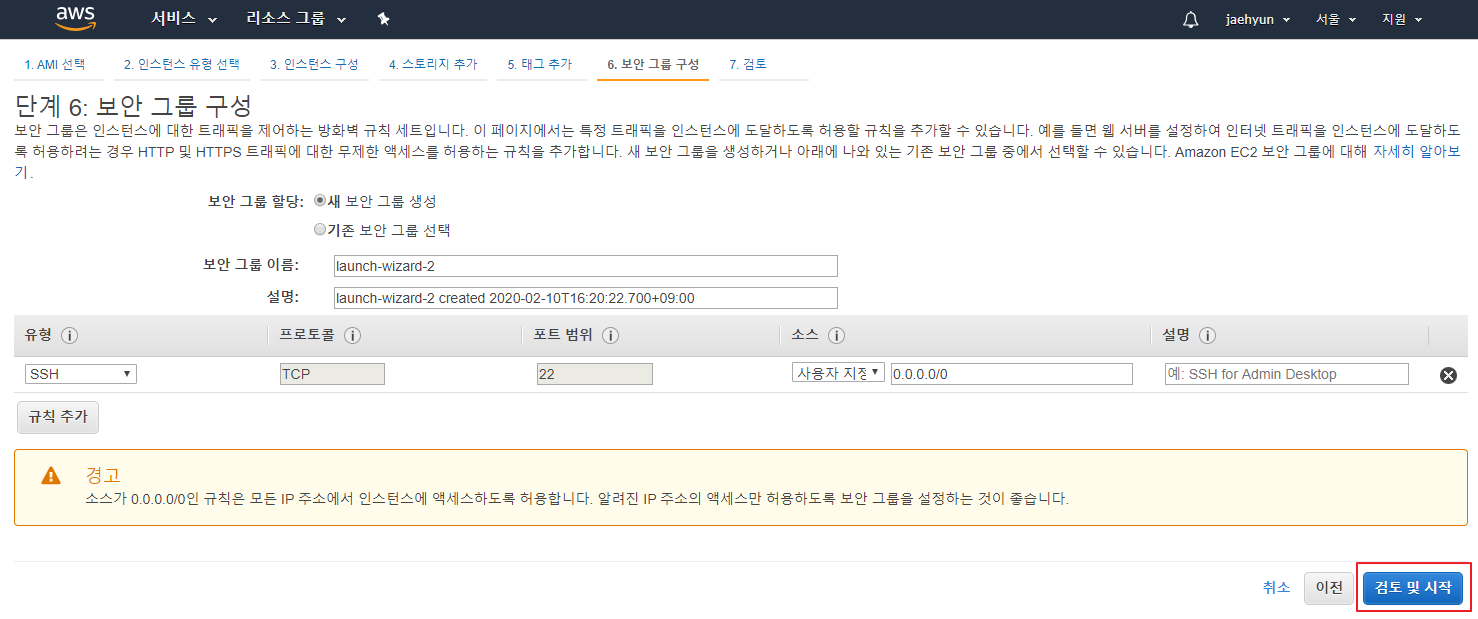 aws 서비스 리소스 그룹 jaehyun 서울 지원
1. AMI 선택 2. 인스턴스 유형 선택 3. 인스턴스 구성 4. 스토리지 추가 5. 태그 추가 6. 보안 그룹 구성 7. 검토
단계 6: 보안 그룹 구성
보안 그룹은 인스턴스에 대한 트래픽을 제어하는 방화벽 규칙 세트입니다. 이 페이지에서는 특정 트래픽을 인스턴스에 도달하도록 허용할 규칙을 추가할 수 있습니다. 예를 들면 웹 서버를 설정하여 인터넷 트래픽을 인스턴스에 도달하도
록 허용하려는 경우 HTTP 및 HTTPS 트래픽에 대한 무제한 액세스를 허용하는 규칙을 추가합니다. 새 보안 그룹을 생성하거나 아래에 나와 있는 기존 보안 그룹 중에서 선택할 수 있습니다. Amazon EC2 보안 그룹에 대해 자세히 알아보
기.
보안 그룹 할당: 새 보안 그룹 생성
기존 보안 그룹 선택
보안 그룹 이름: launch-wizard-2
설명: launch-wizard-2 created 2020-02-10T16:20:22.700+09:00
유형 i 프로토콜 i 포트 범위 i 소스 i 설명 i
SSH TCP 22 사용자 지정 0.0.0.0/0 예: SSH for Admin Desktop
규칙 추가
경고
소스가 0.0.0.0/0인 규칙은 모든 IP 주소에서 인스턴스에 액세스하도록 허용합니다. 알려진 IP 주소의 액세스만 허용하도록 보안 그룹을 설정하는 것이 좋습니다.
취소 이전 검토 및 시작